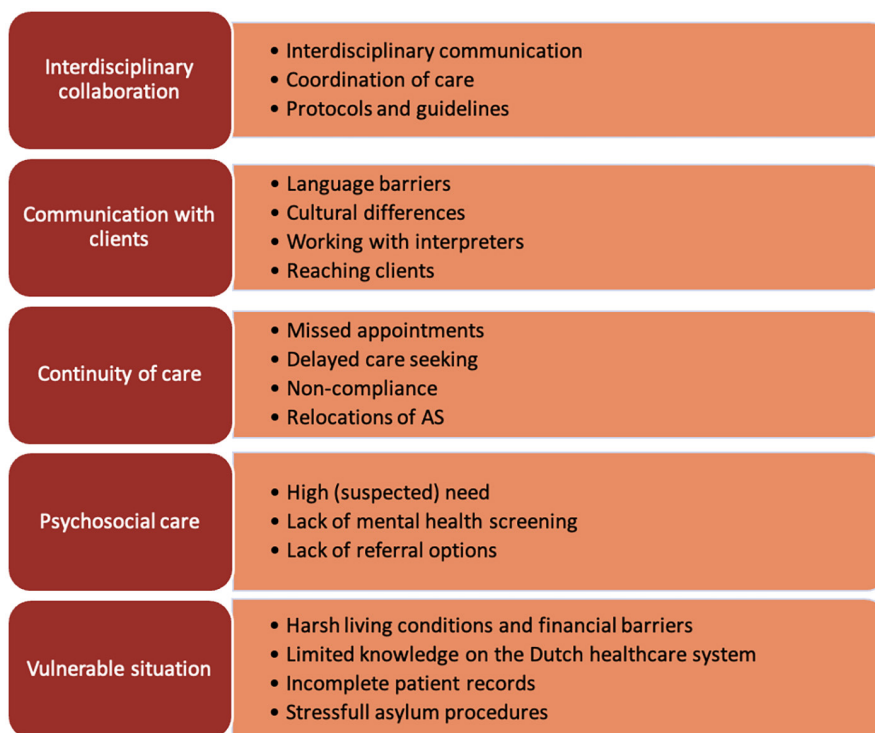 Interdisciplinary
collaboration
• Interdisciplinary communication
• Coordination of care
• Protocols and guidelines
Communication with
clients
• Language barriers
• Cultural differences
• Working with interpreters
• Reaching clients
Continuity of care
• Missed appointments
• Delayed care seeking
• Non-compliance
• Relocations of AS
Psychosocial care
• High (suspected) need
• Lack of mental health screening
• Lack of referral options
Vulnerable situation
• Harsh living conditions and financial barriers
• Limited knowledge on the Dutch healthcare system
• Incomplete patient records
• Stressfull asylum procedures